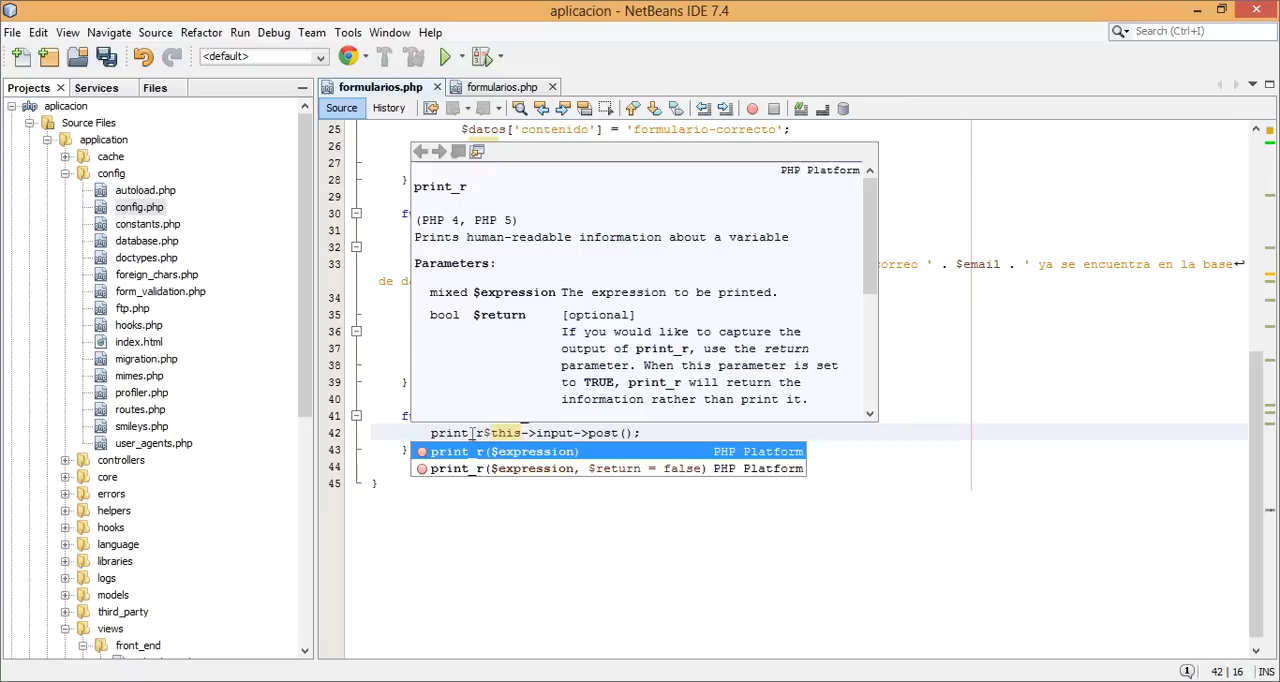 aplicacion - NetBeans IDE 7.4
File Edit View Navigate Source Refactor Run Debug Team Tools Window Help
Search (Ctrl+I)
<default>
Projects Services Files
formularios.php formularios.php
Source History
aplicacion
Source Files
application
cache
config
autoload.php
config.php
constants.php
database.php
doctypes.php
foreign_chars.php
form_validation.php
ftp.php
hooks.php
index.html
migration.php
mimes.php
profiler.php
routes.php
smileys.php
user_agents.php
controllers
core
errors
helpers
hooks
language
libraries
logs
models
third_party
views
front_end
25 $datos['contenido'] = 'formulario-correcto';
26
27
28 }
29
30 f
31
32
33 correo ' . $email . ' ya se encuentra en la base
de da
34
35
36
37
38
39 }
40
41 f
42 print_r$this->input->post();
43 }
44
45 }
PHP Platform
print_r
(PHP 4, PHP 5)
Prints human-readable information about a variable
Parameters:
mixed $expression The expression to be printed.
bool $return [optional]
If you would like to capture the
output of print_r, use the return
parameter. When this parameter is set
to TRUE, print_r will return the
information rather than print it.
print_r($expression) PHP Platform
print_r($expression, $return = false) PHP Platform
42 | 16 INS